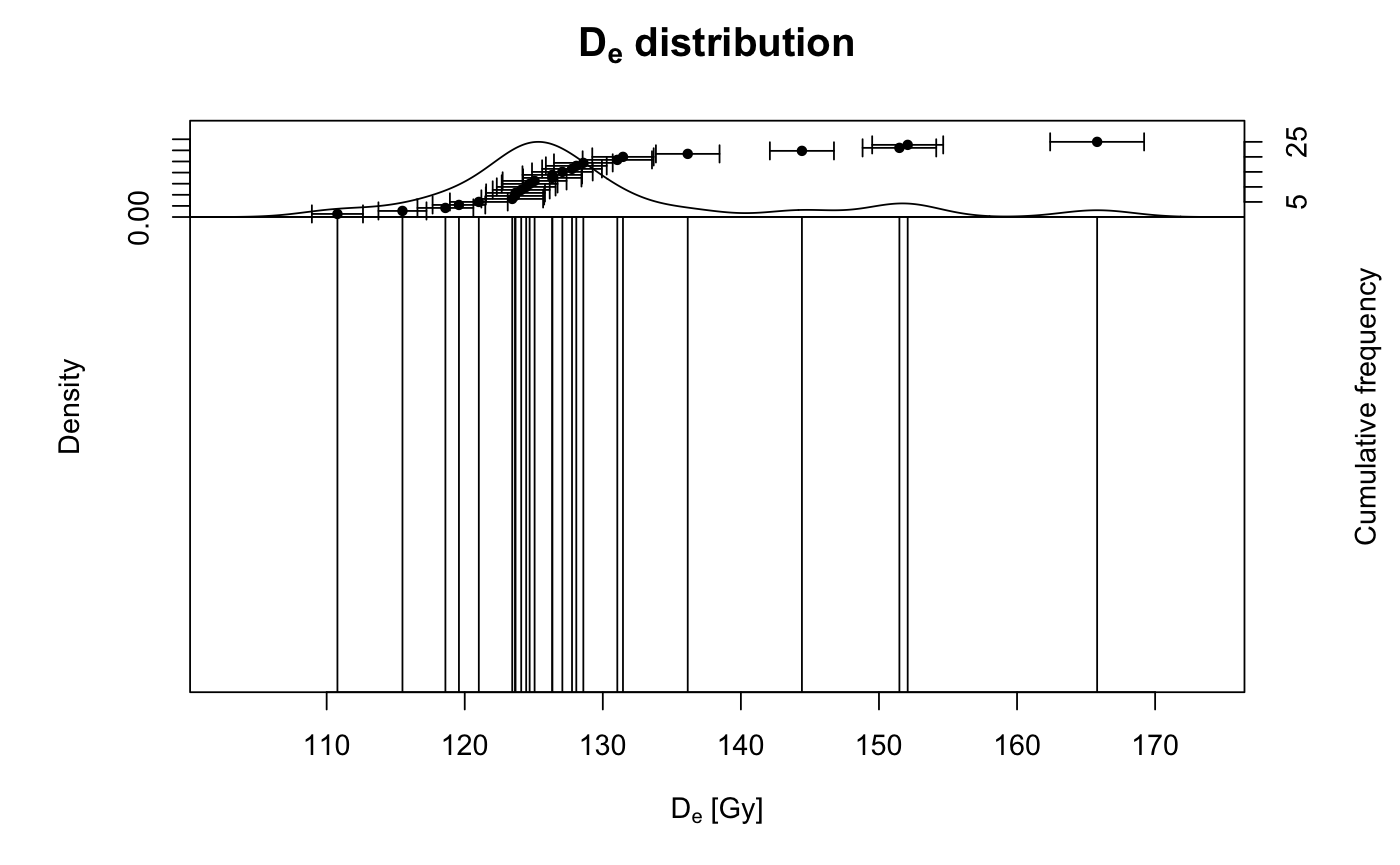 Dₑ distribution
0.00
25
5
Density
Cumulative frequency
110 120 130 140 150 160 170
Dₑ [Gy]